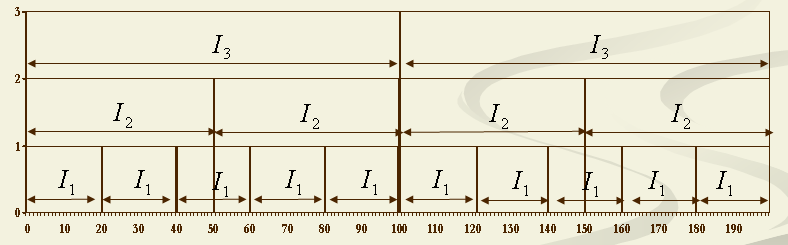 3
I₃ I₃
2
I₂ I₂ I₂ I₂
1
I₁ I₁ I₁ I₁ I₁ I₁ I₁ I₁ I₁ I₁
0
0 10 20 30 40 50 60 70 80 90 100 110 120 130 140 150 160 170 180 190